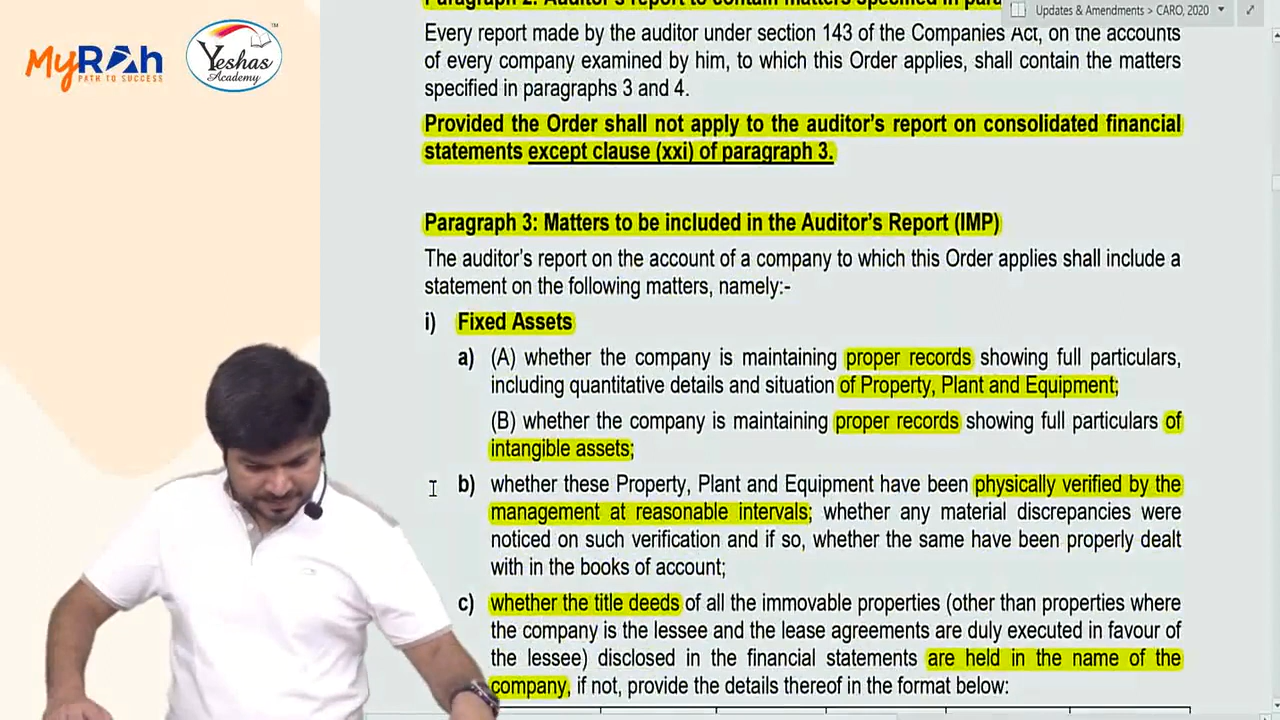 Paragraph 2: Auditor's report to contain matters specified in para
Updates & Amendments > CARO, 2020
MyRah
PATH TO SUCCESS
Yeshas
Academy
TM
Every report made by the auditor under section 143 of the Companies Act, on the accounts
of every company examined by him, to which this Order applies, shall contain the matters
specified in paragraphs 3 and 4.
Provided the Order shall not apply to the auditor's report on consolidated financial
statements except clause (xxi) of paragraph 3.
Paragraph 3: Matters to be included in the Auditor's Report (IMP)
The auditor's report on the account of a company to which this Order applies shall include a
statement on the following matters, namely:-
i) Fixed Assets
a) (A) whether the company is maintaining proper records showing full particulars,
including quantitative details and situation of Property, Plant and Equipment;
(B) whether the company is maintaining proper records showing full particulars of
intangible assets;
b) whether these Property, Plant and Equipment have been physically verified by the
management at reasonable intervals; whether any material discrepancies were
noticed on such verification and if so, whether the same have been properly dealt
with in the books of account;
c) whether the title deeds of all the immovable properties (other than properties where
the company is the lessee and the lease agreements are duly executed in favour of
the lessee) disclosed in the financial statements are held in the name of the
company, if not, provide the details thereof in the format below: